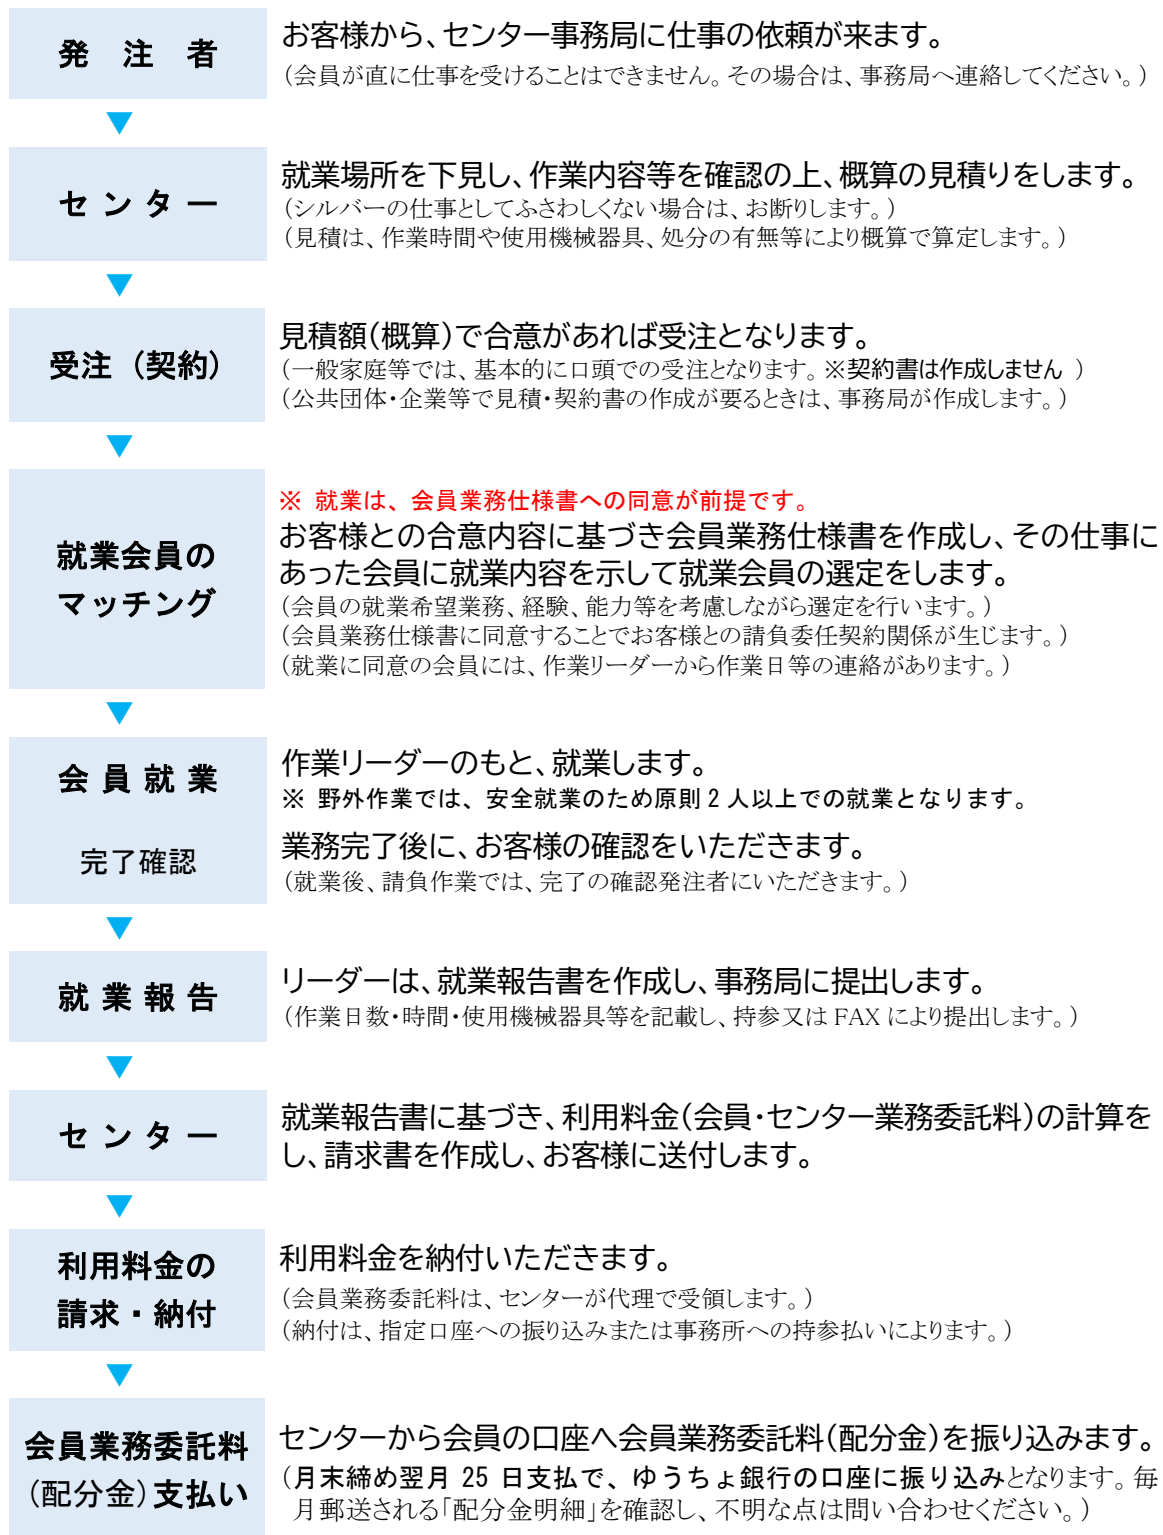 発 注 者
お客様から、センター事務局に仕事の依頼が来ます。
（会員が直に仕事を受けることはできません。その場合は、事務局へ連絡してください。）
▼
セ ン タ ー
就業場所を下見し、作業内容等を確認の上、概算の見積りをします。
（シルバーの仕事としてふさわしくない場合は、お断りします。）
（見積は、作業時間や使用機械器具、処分の有無等により概算で算定します。）
▼
受注（契約）
見積額（概算）で合意があれば受注となります。
（一般家庭等では、基本的に口頭での受注となります。※契約書は作成しません ）
（公共団体・企業等で見積・契約書の作成が要るときは、事務局が作成します。）
▼
就業会員の
マッチング
※ 就業は、会員業務仕様書への同意が前提です。
お客様との合意内容に基づき会員業務仕様書を作成し、その仕事に
あった会員に就業内容を示して就業会員の選定をします。
（会員の就業希望業務、経験、能力等を考慮しながら選定を行います。）
（会員業務仕様書に同意することでお客様との請負委任契約関係が生じます。）
（就業に同意の会員には、作業リーダーから作業日等の連絡があります。）
▼
会 員 就 業
作業リーダーのもと、就業します。
※ 野外作業では、安全就業のため原則２人以上での就業となります。
完了確認
業務完了後に、お客様の確認をいただきます。
（就業後、請負作業では、完了の確認発注者にいただきます。）
▼
就 業 報 告
リーダーは、就業報告書を作成し、事務局に提出します。
（作業日数・時間・使用機械器具等を記載し、持参又は FAX により提出します。）
▼
セ ン タ ー
就業報告書に基づき、利用料金（会員・センター業務委託料）の計算を
し、請求書を作成し、お客様に送付します。
▼
利用料金の
請求・納付
利用料金を納付いただきます。
（会員業務委託料は、センターが代理で受領します。）
（納付は、指定口座への振り込みまたは事務所への持参払いによります。）
▼
会員業務委託料
（配分金）支払い
センターから会員の口座へ会員業務委託料（配分金）を振り込みます。
（月末締め翌月 25 日支払で、ゆうちょ銀行の口座に振り込みとなります。毎
月郵送される「配分金明細」を確認し、不明な点は問い合わせください。）